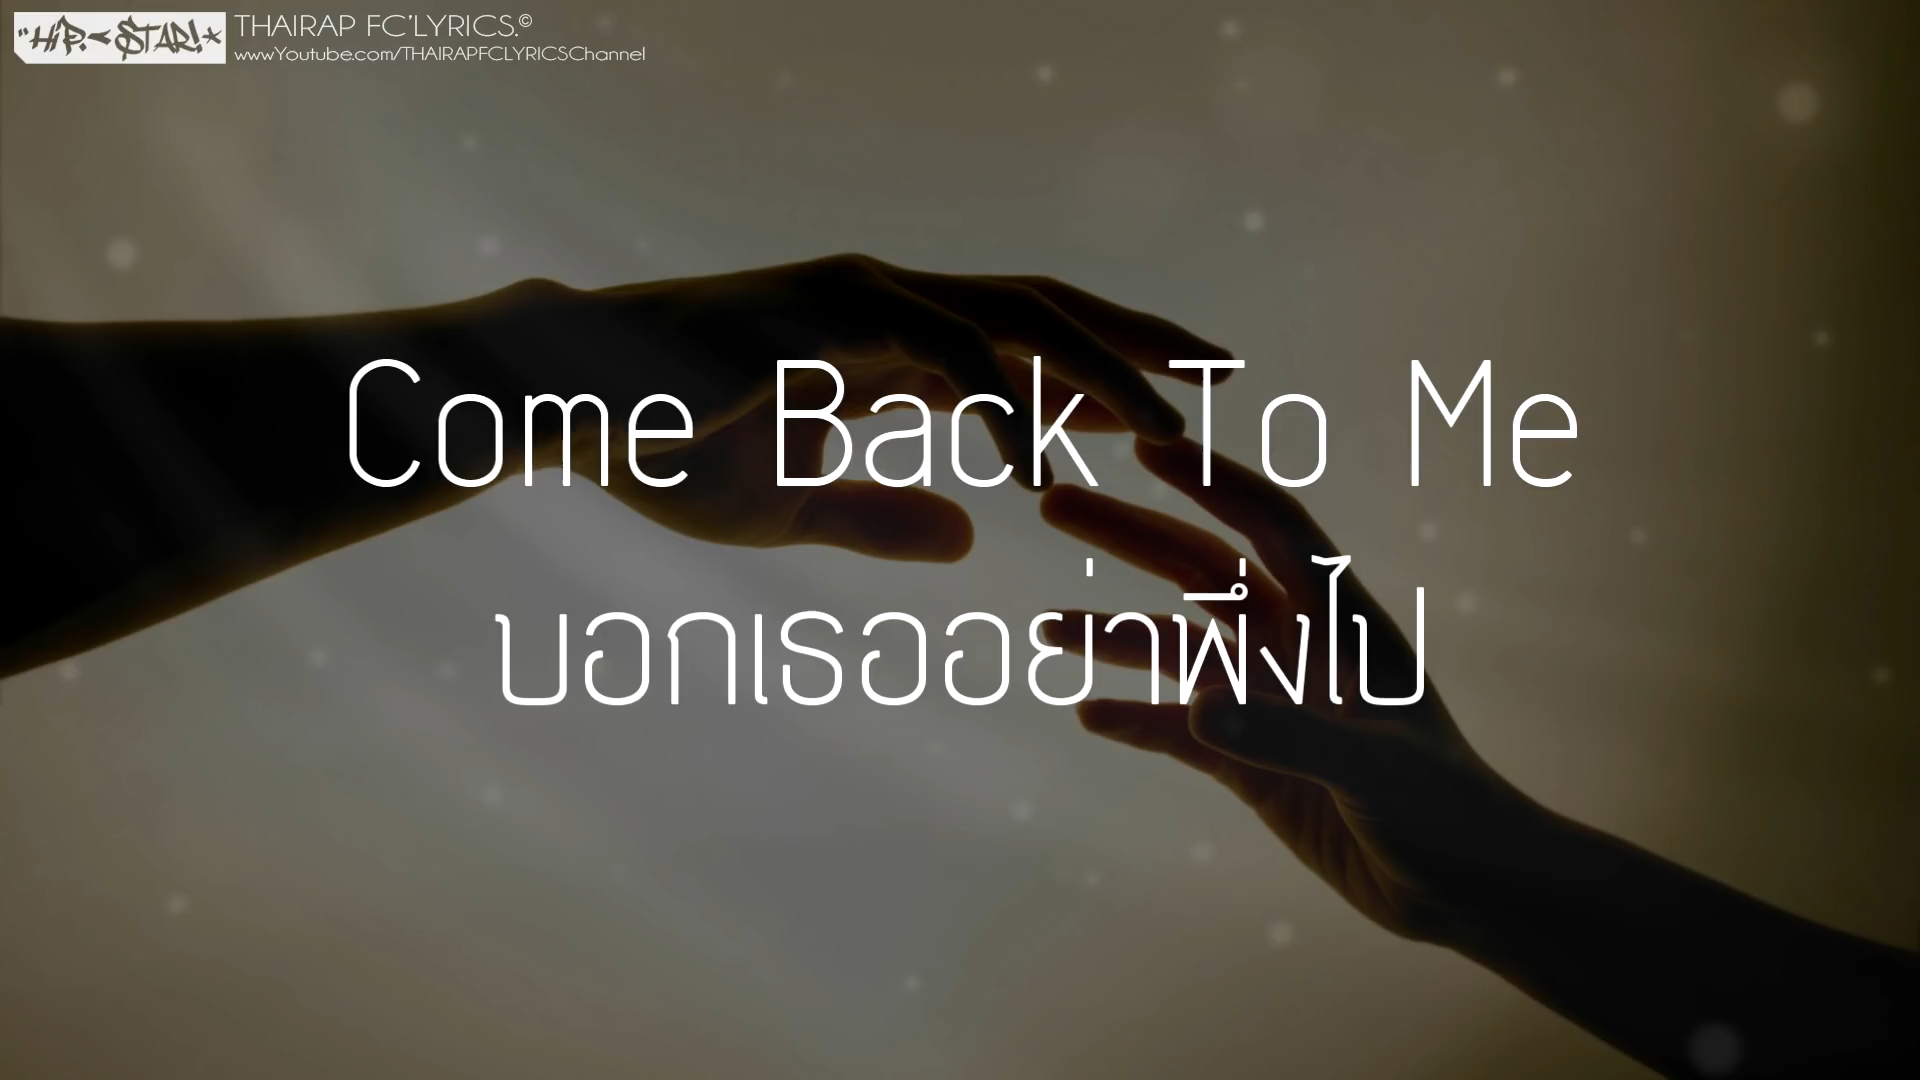 "HIP-STAR!*
THAIRAP FC'LYRICS.©
www.Youtube.com/THAIRAPFCLYRICSChannel
Come Back To Me
บอกเธออย่าพึ่งไป